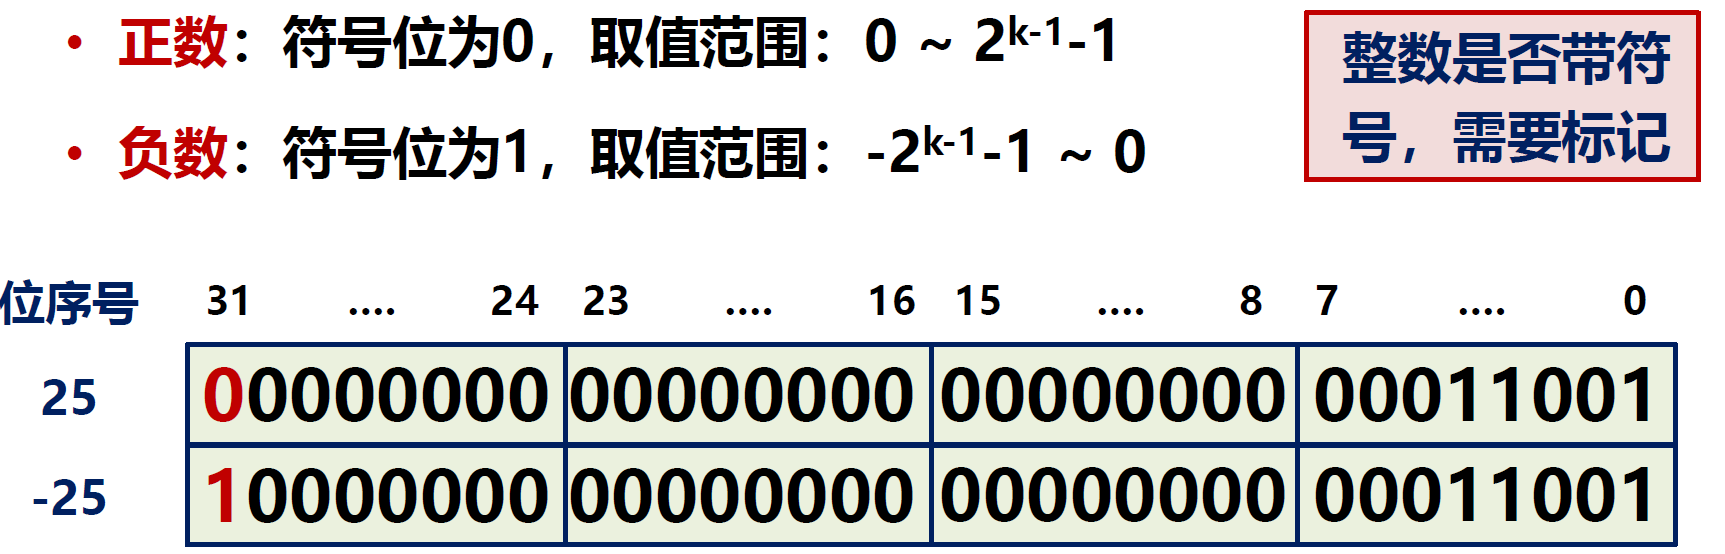 • 正数：符号位为0，取值范围：0 ~ 2ᵏ⁻¹-1
• 负数：符号位为1，取值范围：-2ᵏ⁻¹-1 ~ 0
整数是否带符
号，需要标记
位序号 31 .... 24 23 .... 16 15 .... 8 7 .... 0
25 00000000 00000000 00000000 00011001
-25 10000000 00000000 00000000 00011001